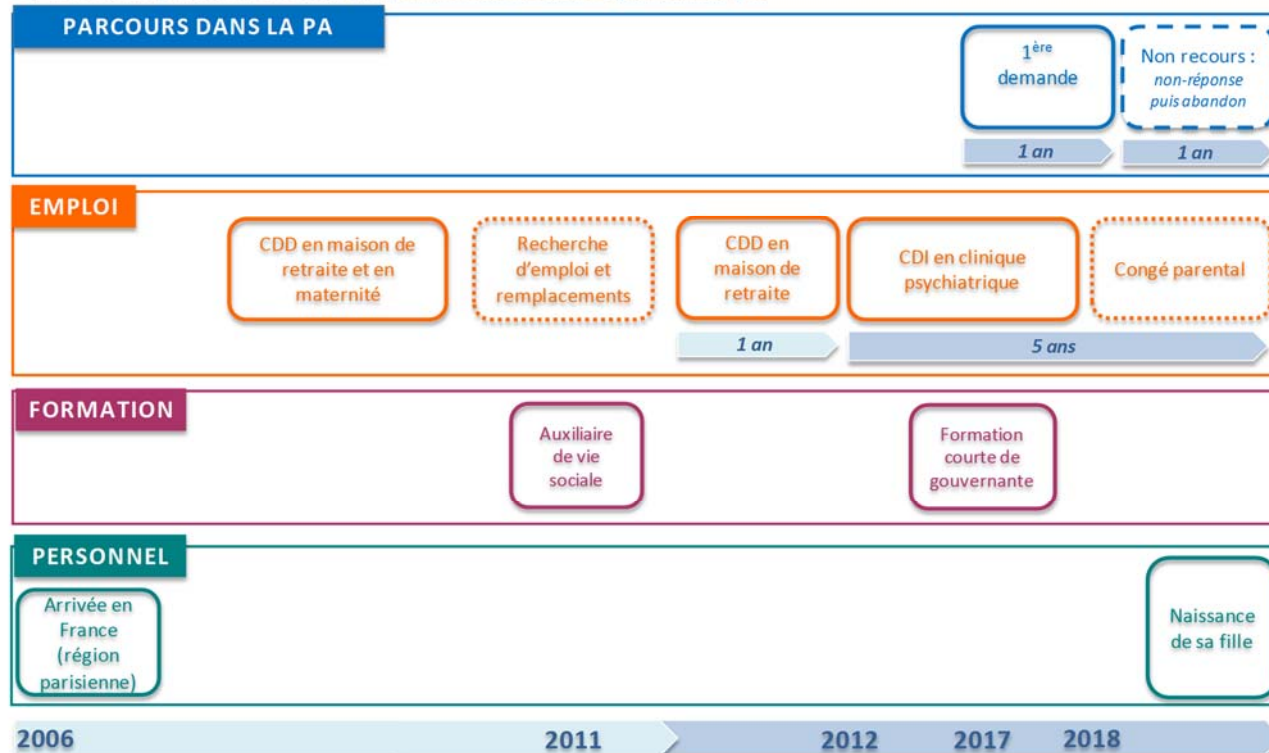 PARCOURS DANS LA PA
1ère
demande
Non recours :
non-réponse
puis abandon
1 an
1 an
EMPLOI
CDD en maison de
retraite et en
maternité
Recherche
d'emploi et
remplacements
CDD en
maison de
retraite
CDI en clinique
psychiatrique
Congé parental
1 an
5 ans
FORMATION
Auxiliaire
de vie
sociale
Formation
courte de
gouvernante
PERSONNEL
Arrivée en
France
(région
parisienne)
Naissance
de sa fille
2006
2011
2012
2017
2018